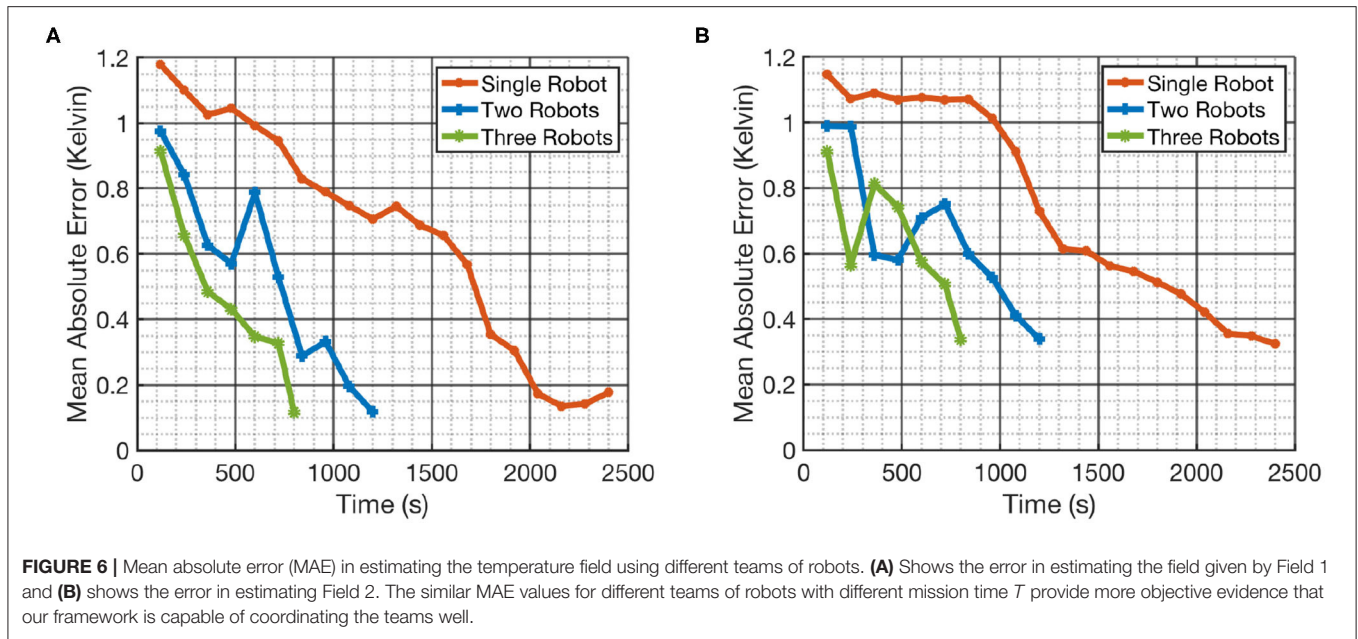 A
Mean Absolute Error (Kelvin)
1.2
1
0.8
0.6
0.4
0.2
0
0 500 1000 1500 2000 2500
Time (s)
Single Robot
Two Robots
Three Robots
B
Mean Absolute Error (Kelvin)
1.2
1
0.8
0.6
0.4
0.2
0
0 500 1000 1500 2000 2500
Time (s)
Single Robot
Two Robots
Three Robots
FIGURE 6 | Mean absolute error (MAE) in estimating the temperature field using different teams of robots. (A) Shows the error in estimating the field given by Field 1
and (B) shows the error in estimating Field 2. The similar MAE values for different teams of robots with different mission time T provide more objective evidence that
our framework is capable of coordinating the teams well.